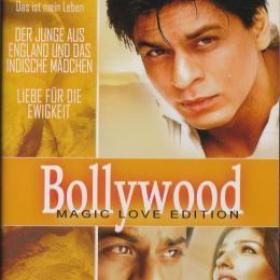 Das ist mein Leben
DER JUNGE AUS
ENGLAND UND DAS
INDISCHE MÄDCHEN
LIEBE FÜR DIE
EWIGKEIT
Bollywood
MAGIC LOVE EDITION